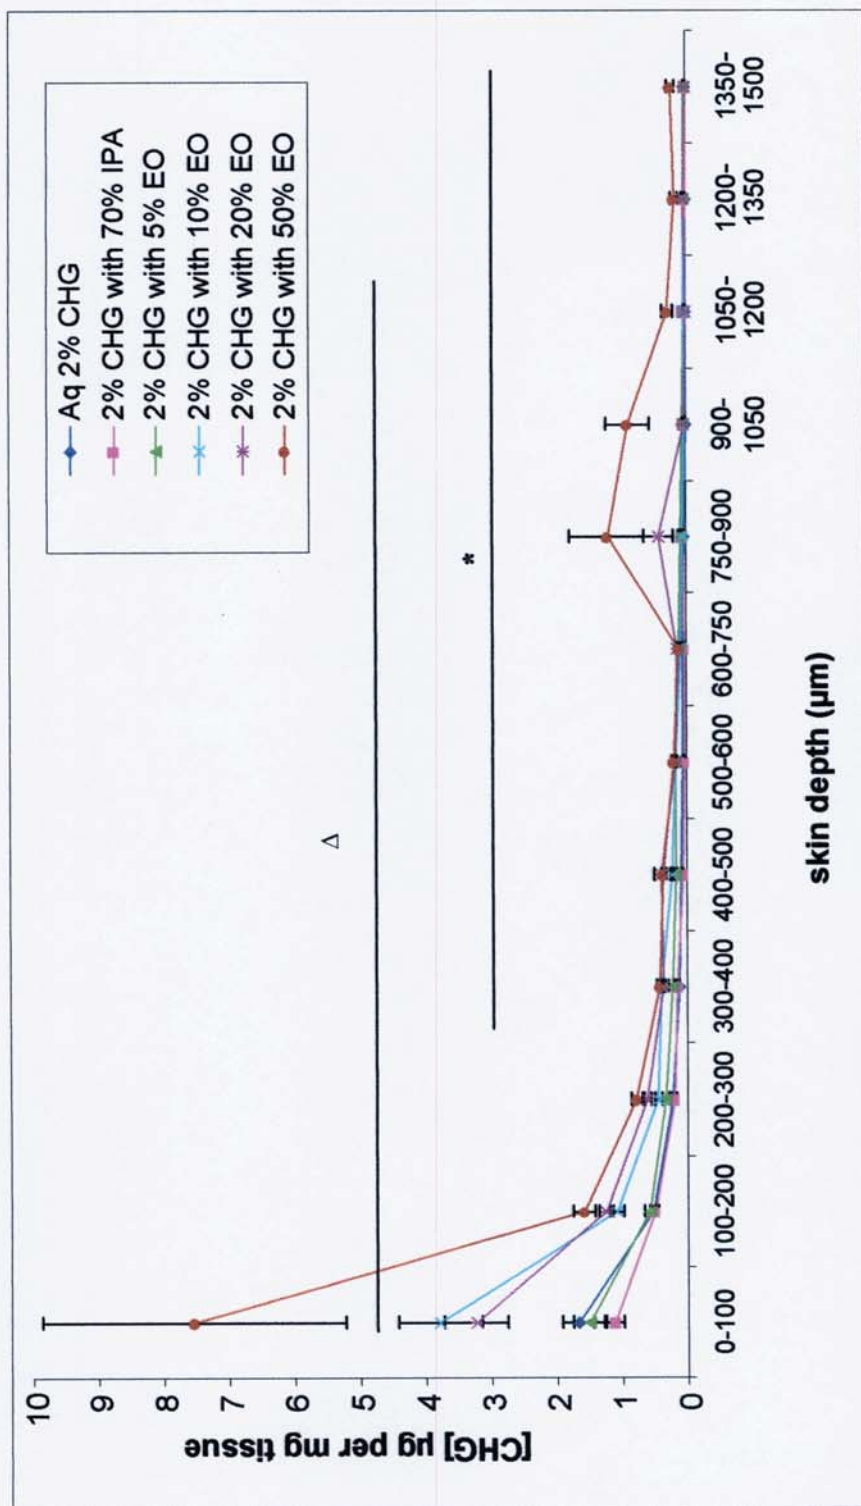 [CHG] µg per mg tissue
10
9
8
7
6
5
4
3
2
1
0
Δ
*
Aq 2% CHG
2% CHG with 70% IPA
2% CHG with 5% EO
2% CHG with 10% EO
2% CHG with 20% EO
2% CHG with 50% EO
0-100 100-200 200-300 300-400 400-500 500-600 600-750 750-900 900- 1050- 1200- 1350-
1050 1200 1350 1500
skin depth (µm)